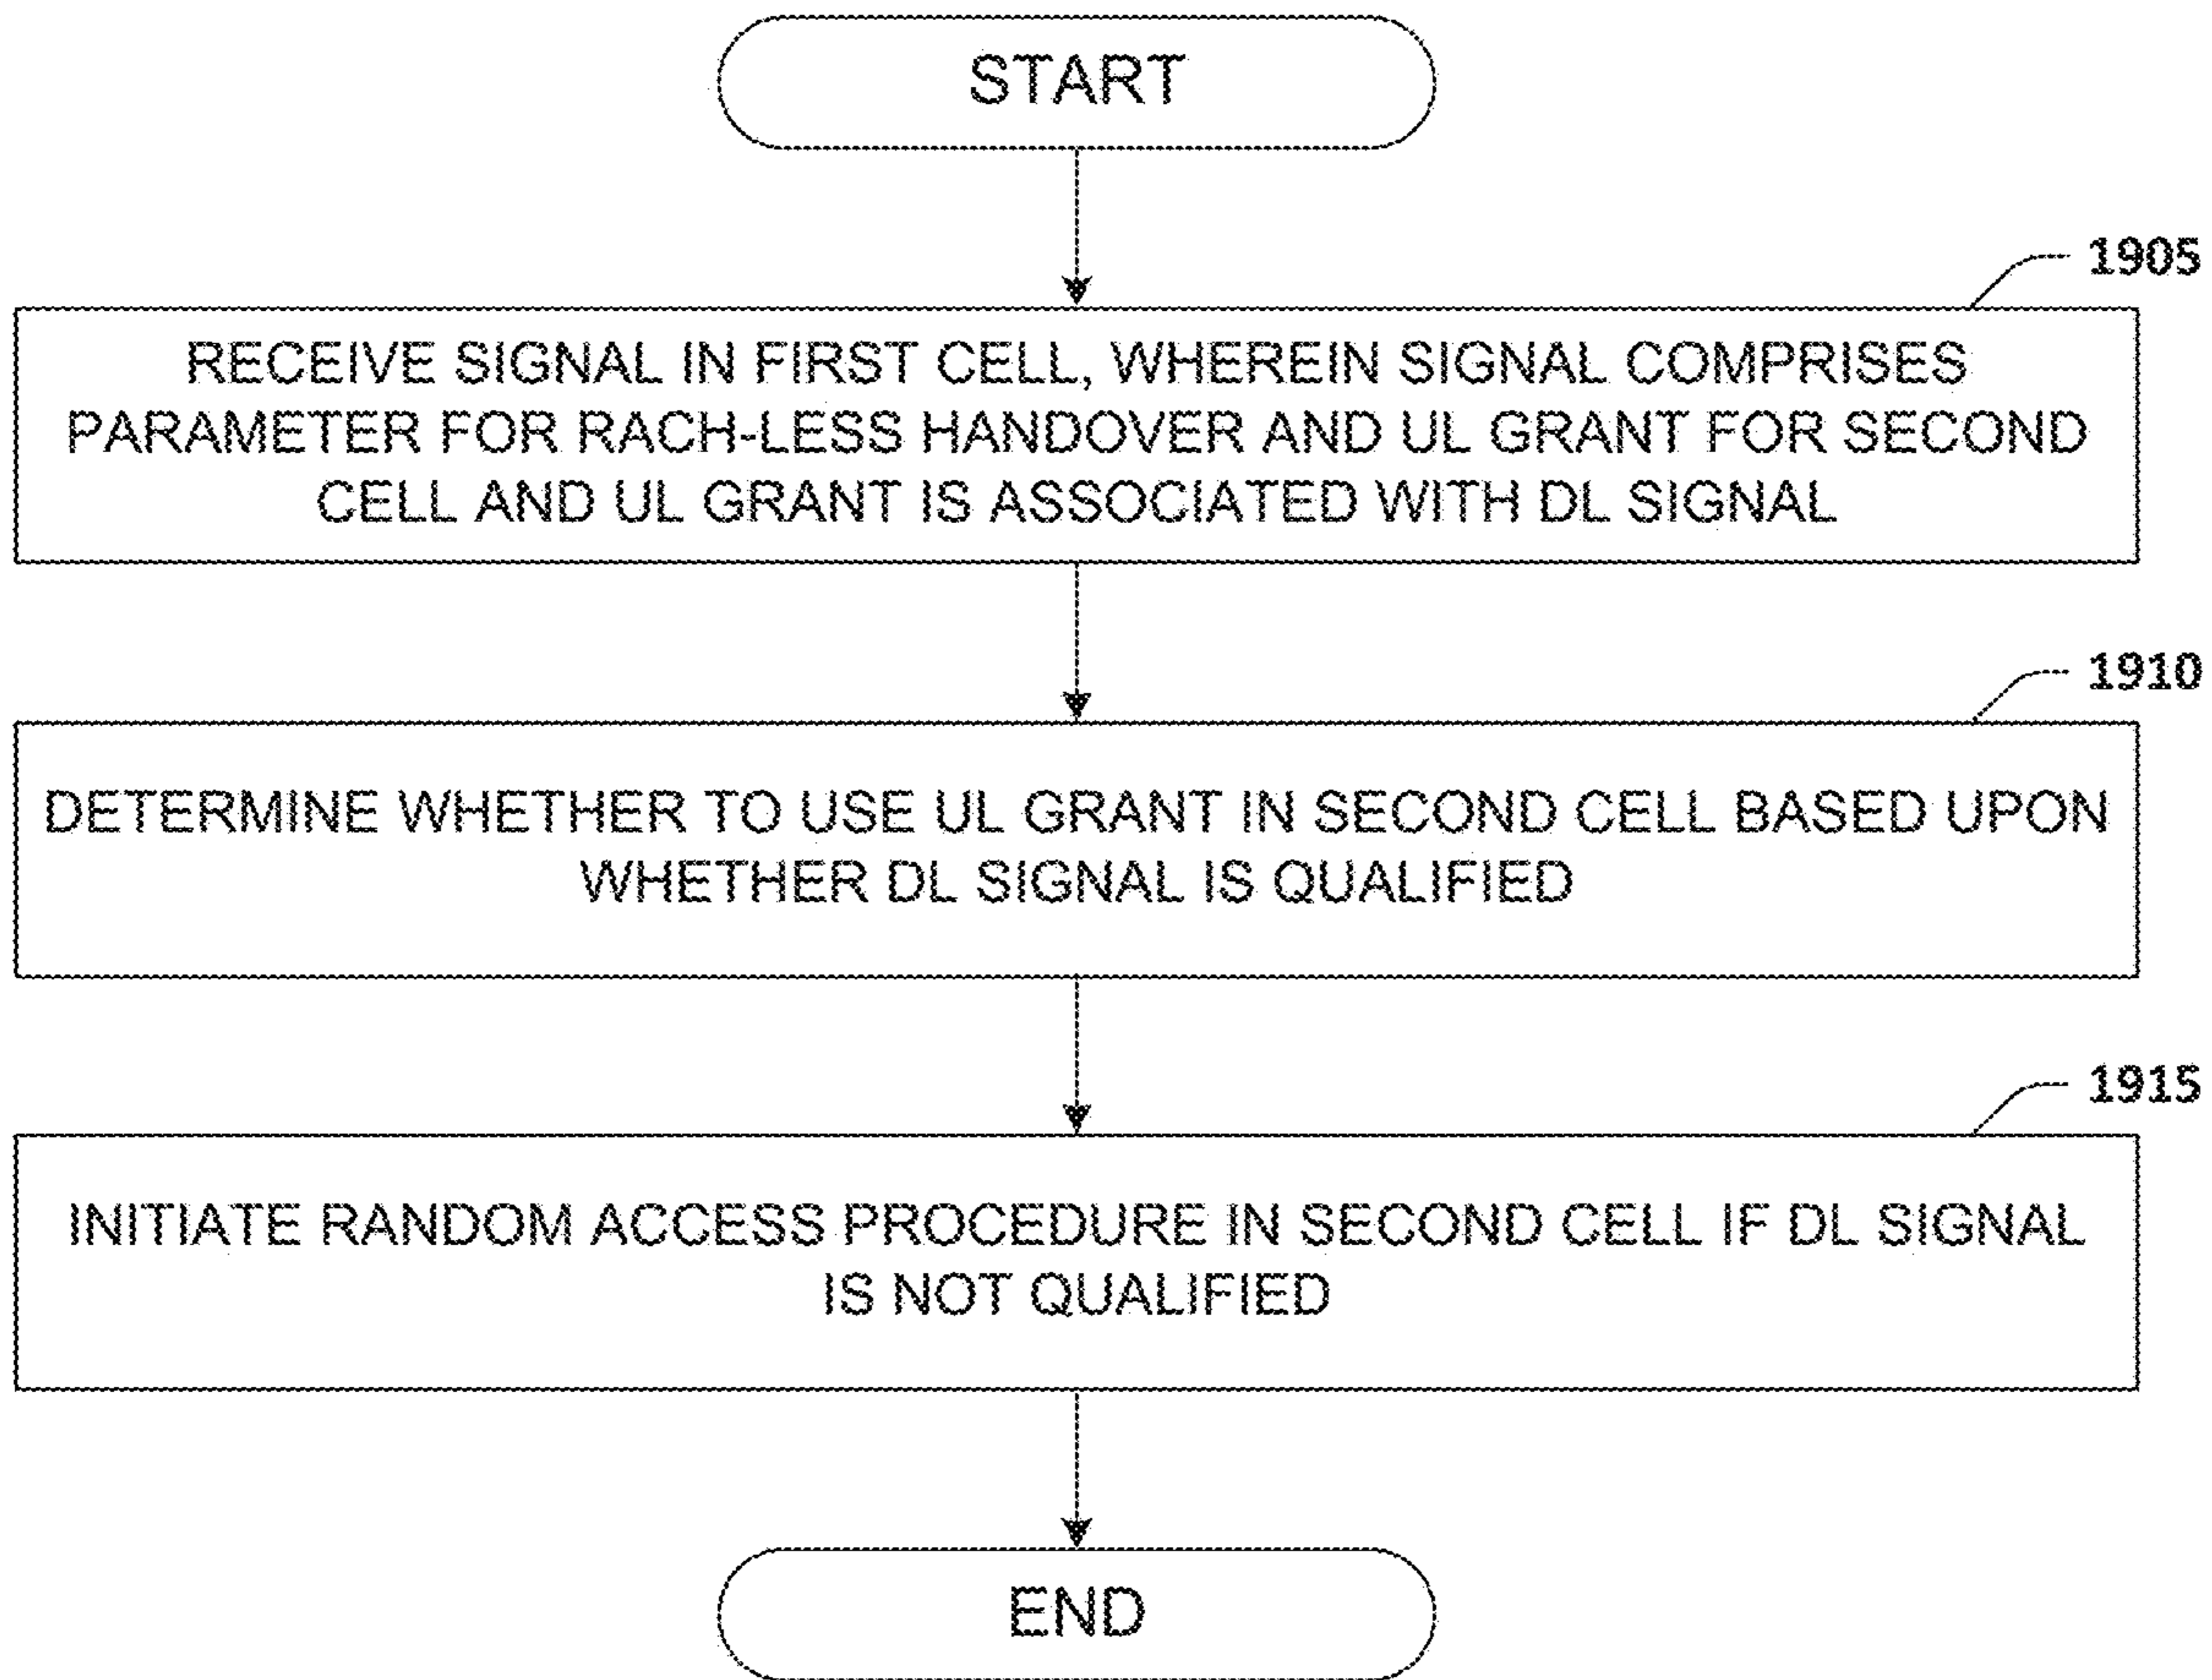 START
1905
RECEIVE SIGNAL IN FIRST CELL, WHEREIN SIGNAL COMPRISES
PARAMETER FOR RACH-LESS HANDOVER AND UL GRANT FOR SECOND
CELL AND UL GRANT IS ASSOCIATED WITH DL SIGNAL
1910
DETERMINE WHETHER TO USE UL GRANT IN SECOND CELL BASED UPON
WHETHER DL SIGNAL IS QUALIFIED
1915
INITIATE RANDOM ACCESS PROCEDURE IN SECOND CELL IF DL SIGNAL
IS NOT QUALIFIED
END